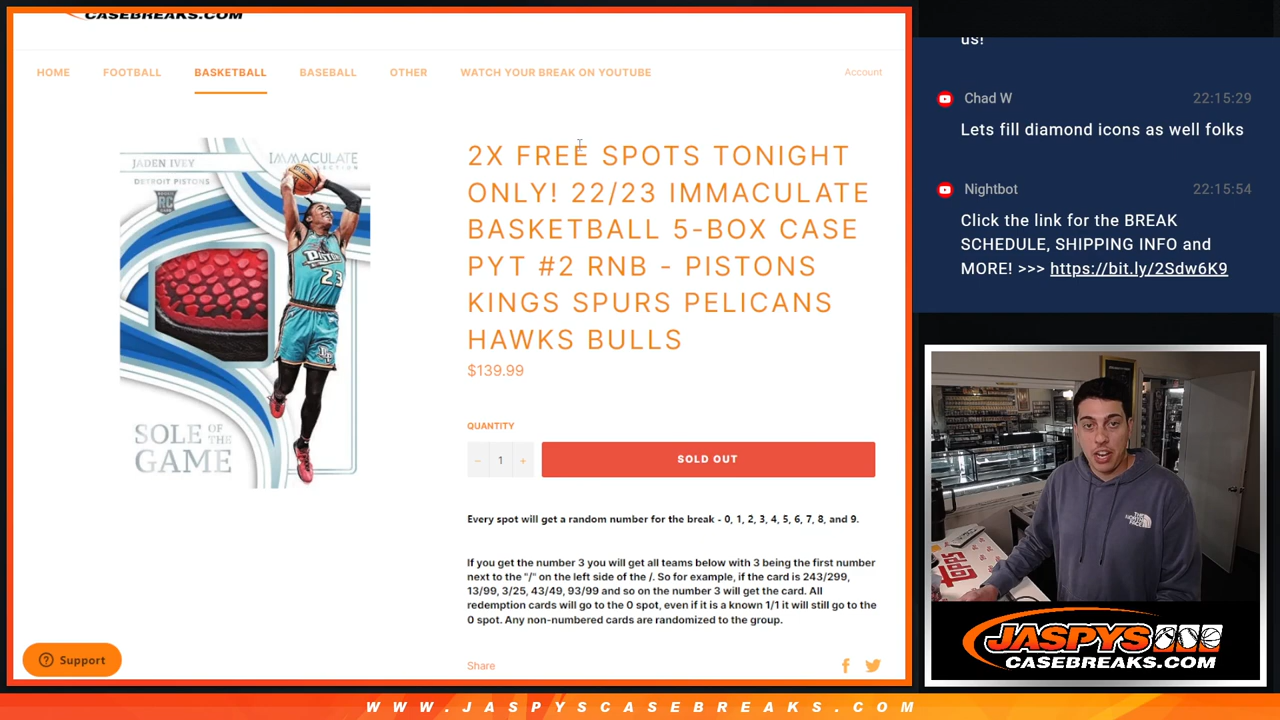 CASEBREAKS.COM
HOME FOOTBALL BASKETBALL BASEBALL OTHER WATCH YOUR BREAK ON YOUTUBE Account
JADEN IVEY
DETROIT PISTONS
RC
IMMACULATE
COLLECTION
PISTONS
23
SOLE OF THE
GAME
2X FREE SPOTS TONIGHT
ONLY! 22/23 IMMACULATE
BASKETBALL 5-BOX CASE
PYT #2 RNB - PISTONS
KINGS SPURS PELICANS
HAWKS BULLS
$139.99
QUANTITY
− 1 +
SOLD OUT
Every spot will get a random number for the break - 0, 1, 2, 3, 4, 5, 6, 7, 8, and 9.
If you get the number 3 you will get all teams below with 3 being the first number
next to the "/" on the left side of the /. So for example, if the card is 243/299,
13/99, 3/25, 43/49, 93/99 and so on the number 3 will get the card. All
redemption cards will go to the 0 spot, even if it is a known 1/1 it will still go to the
0 spot. Any non-numbered cards are randomized to the group.
Share
Support
us!
Chad W 22:15:29
Lets fill diamond icons as well folks
Nightbot 22:15:54
Click the link for the BREAK
SCHEDULE, SHIPPING INFO and
MORE! >>> https://bit.ly/2Sdw6K9
THE NORTH FACE
topps
JASPYS
CASEBREAKS.COM
WWW.JASPYSCASEBREAKS.COM